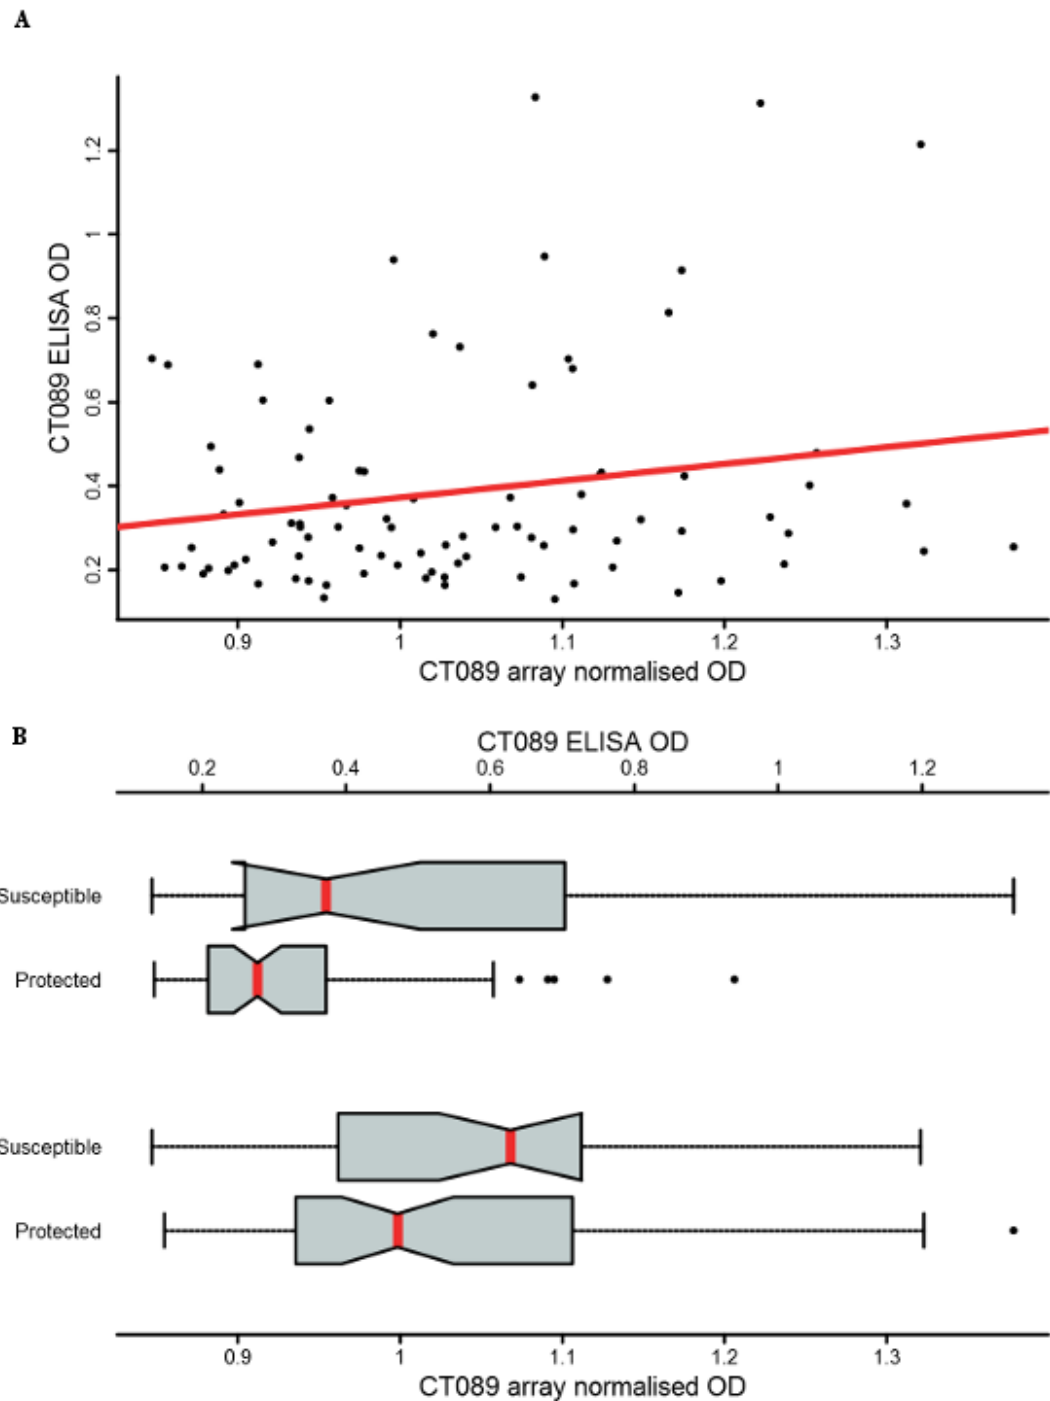 A
CT089 ELISA OD
1.2
1
0.8
0.6
0.4
0.2
0.9 1 1.1 1.2 1.3
CT089 array normalised OD
B
CT089 ELISA OD
0.2 0.4 0.6 0.8 1 1.2
Susceptible
Protected
Susceptible
Protected
0.9 1 1.1 1.2 1.3
CT089 array normalised OD